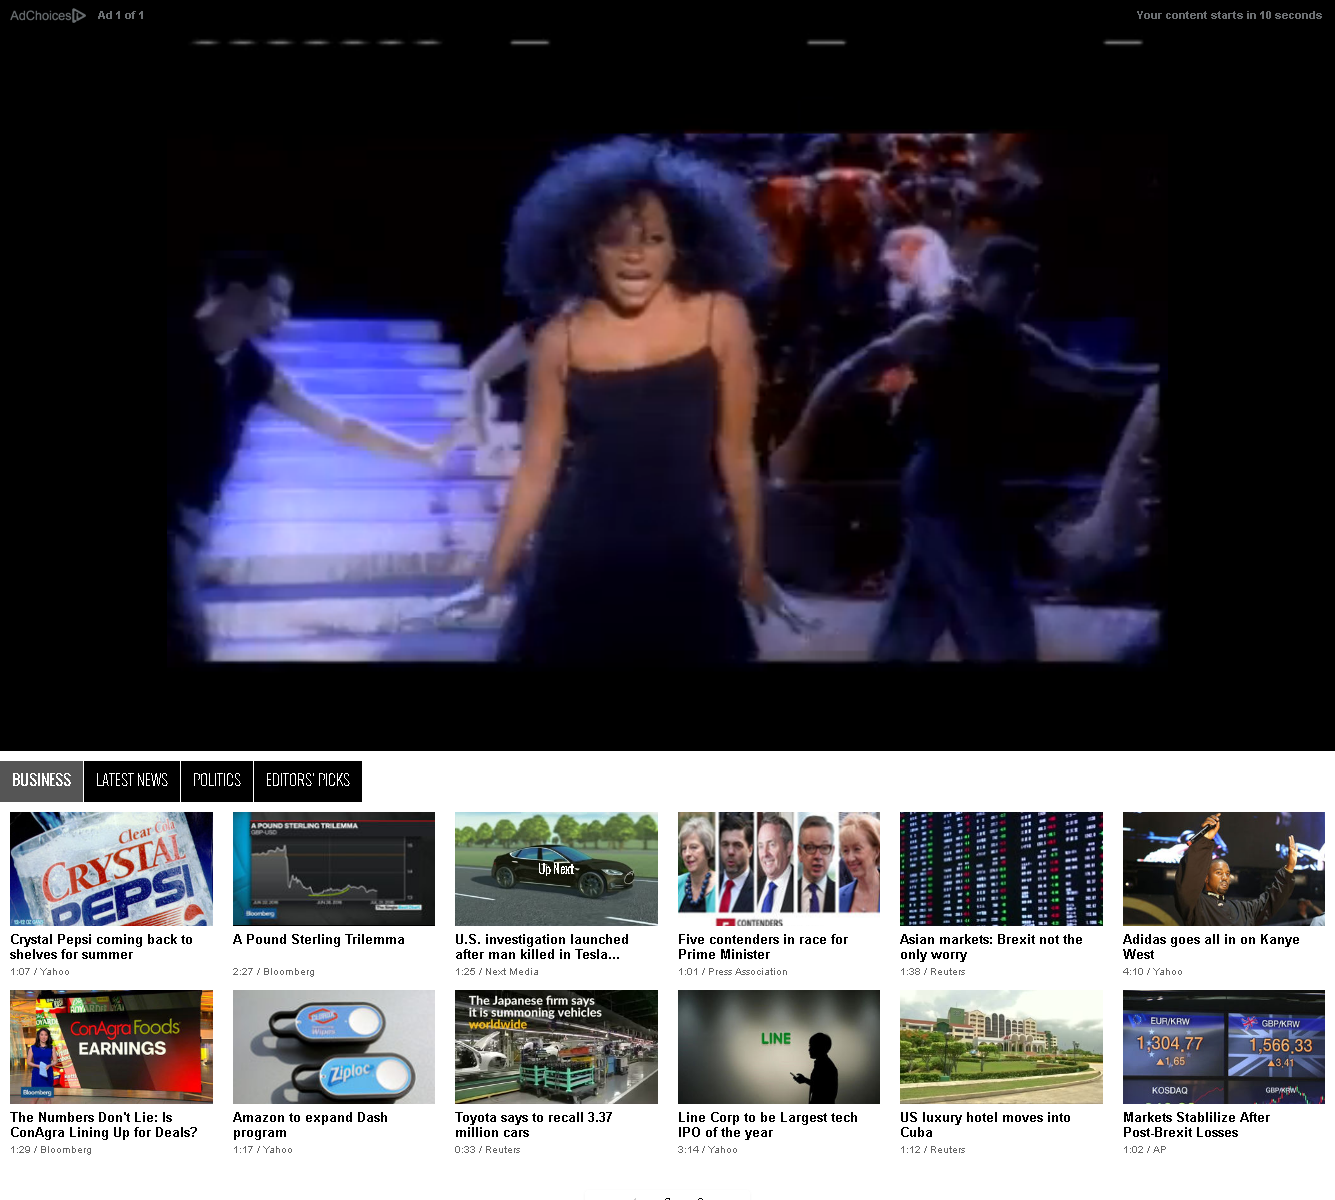 AdChoices
Ad 1 of 1
Your content starts in 10 seconds
BUSINESS
LATEST NEWS
POLITICS
EDITORS' PICKS
Clear Cola
CRYSTAL
PEPSI
A POUND STERLING TRILEMMA
GBP-USD
Bloomberg
Up Next
CONTENDERS
Crystal Pepsi coming back to
shelves for summer
1:07 / Yahoo
A Pound Sterling Trilemma
2:27 / Bloomberg
U.S. investigation launched
after man killed in Tesla...
1:25 / Next Media
Five contenders in race for
Prime Minister
1:01 / Press Association
Asian markets: Brexit not the
only worry
1:38 / Reuters
Adidas goes all in on Kanye
West
4:10 / Yahoo
ConAgra Foods
EARNINGS
Bloomberg
CLOROX
Wipes
Ziploc
The Japanese firm says
it is summoning vehicles
worldwide
LINE
EUR/KRW
1,304,77
▲1,65
GBP/KRW
1,566,33
▲3,41
KOSDAQ
GBP/KRW
The Numbers Don't Lie: Is
ConAgra Lining Up for Deals?
1:29 / Bloomberg
Amazon to expand Dash
program
1:17 / Yahoo
Toyota says to recall 3.37
million cars
0:33 / Reuters
Line Corp to be Largest tech
IPO of the year
3:14 / Yahoo
US luxury hotel moves into
Cuba
1:12 / Reuters
Markets Stablilize After
Post-Brexit Losses
1:02 / AP